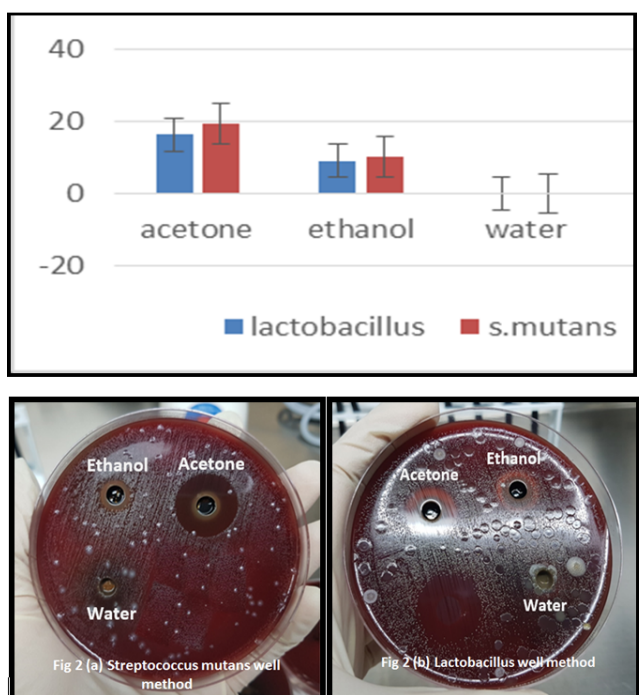 40
20
0
-20
acetone ethanol water
lactobacillus s.mutans
Ethanol Acetone
Water
Fig 2 (a) Streptococcus mutans well
method
Acetone Ethanol
Water
Fig 2 (b) Lactobacillus well method